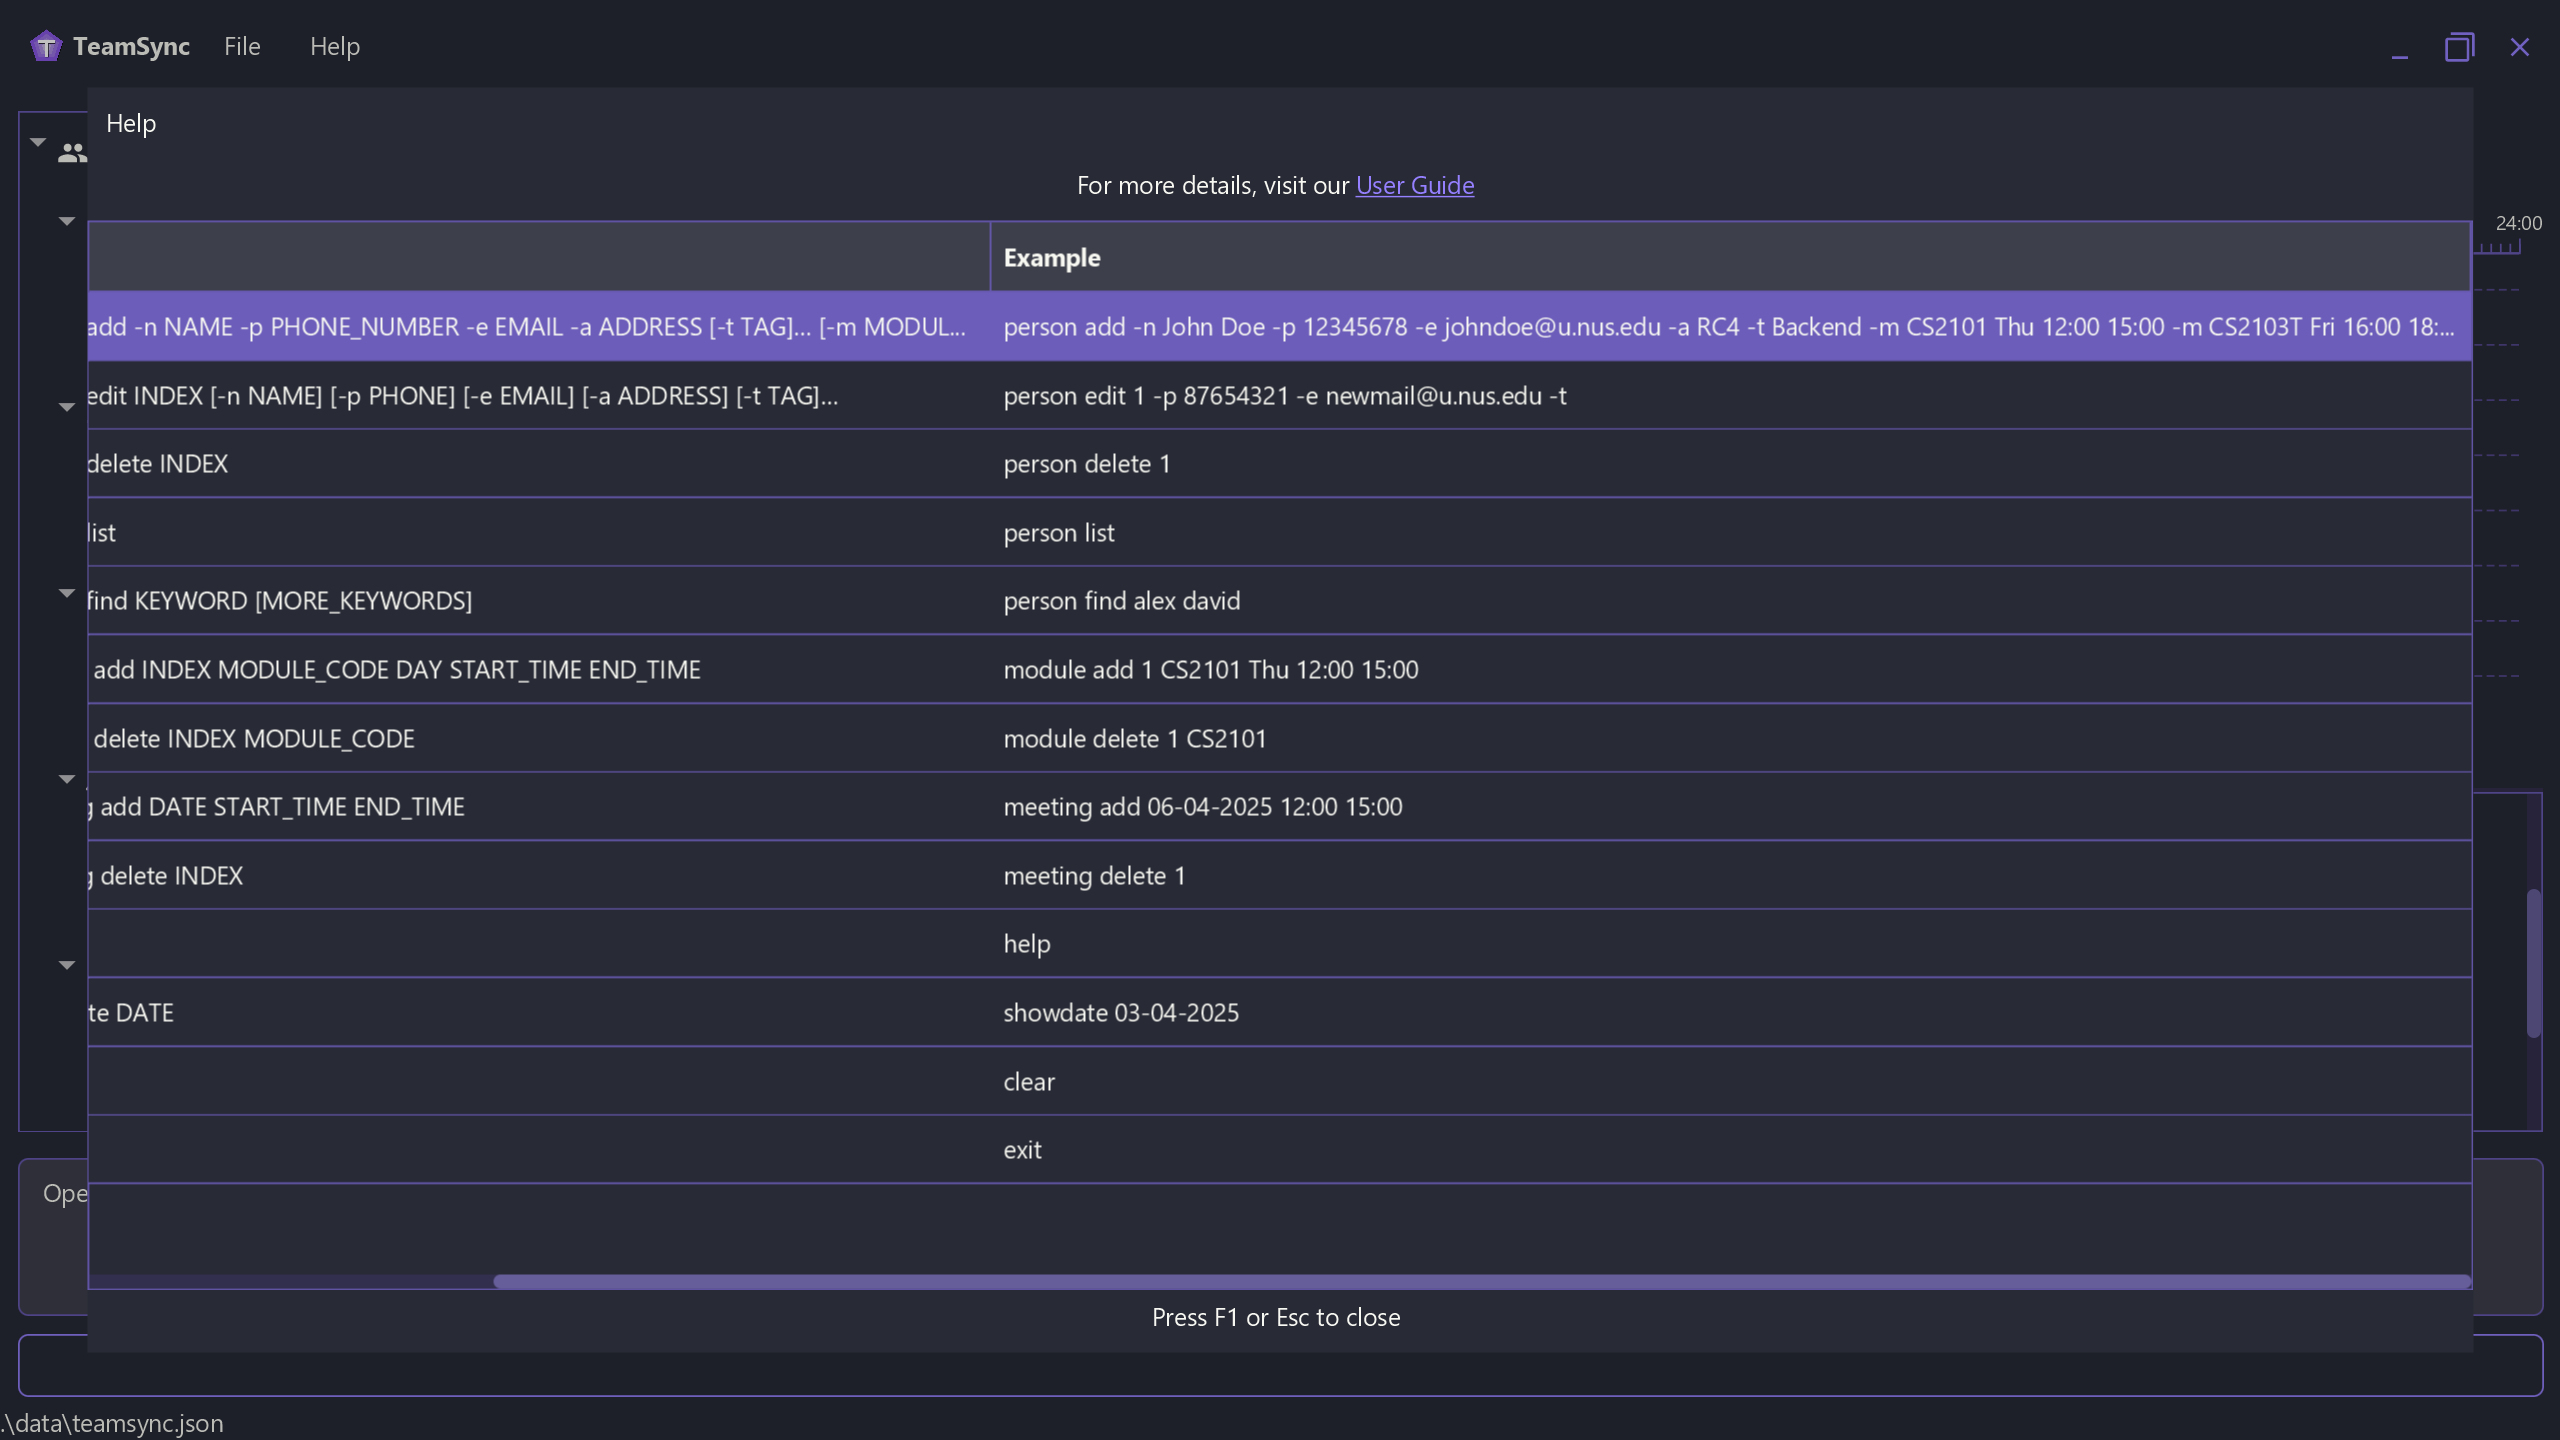 TeamSync File Help
Help
For more details, visit our User Guide
24:00
Example
add -n NAME -p PHONE_NUMBER -e EMAIL -a ADDRESS [-t TAG]... [-m MODUL... person add -n John Doe -p 12345678 -e johndoe@u.nus.edu -a RC4 -t Backend -m CS2101 Thu 12:00 15:00 -m CS2103T Fri 16:00 18:...
edit INDEX [-n NAME] [-p PHONE] [-e EMAIL] [-a ADDRESS] [-t TAG]... person edit 1 -p 87654321 -e newmail@u.nus.edu -t
delete INDEX person delete 1
list person list
find KEYWORD [MORE_KEYWORDS] person find alex david
add INDEX MODULE_CODE DAY START_TIME END_TIME module add 1 CS2101 Thu 12:00 15:00
delete INDEX MODULE_CODE module delete 1 CS2101
g add DATE START_TIME END_TIME meeting add 06-04-2025 12:00 15:00
g delete INDEX meeting delete 1
help
te DATE showdate 03-04-2025
clear
exit
Ope
Press F1 or Esc to close
.\data\teamsync.json